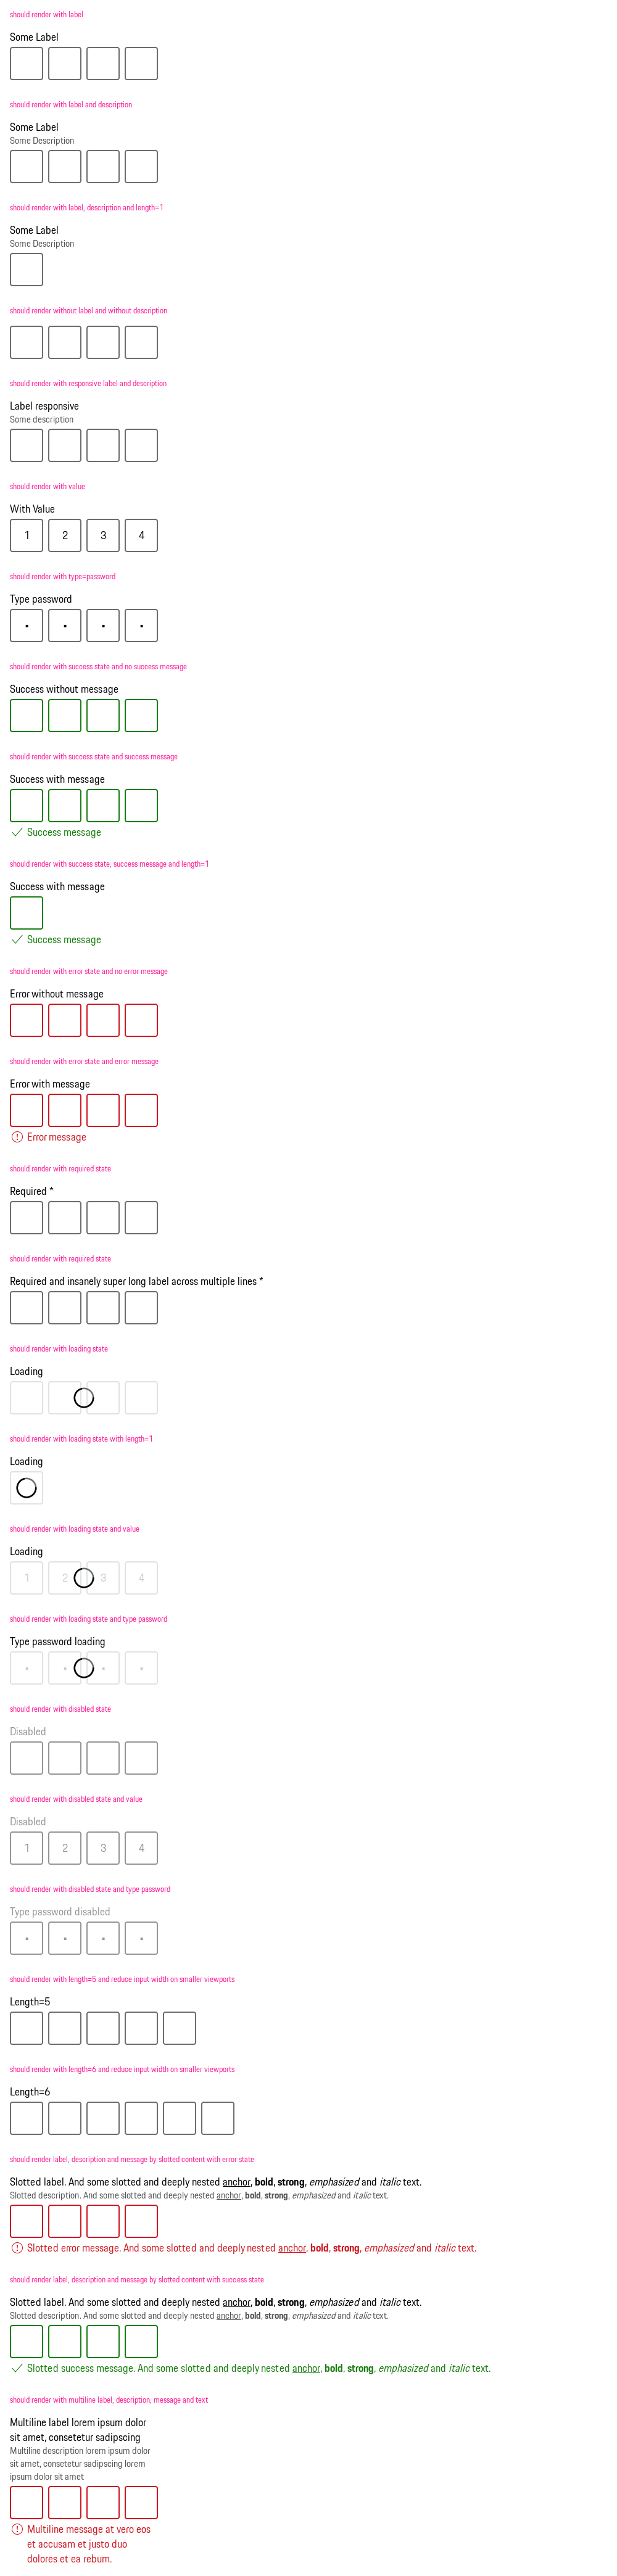 should render with label
Some Label
should render with label and description
Some Label
Some Description
should render with label, description and length=1
Some Label
Some Description
should render without label and without description
should render with responsive label and description
Label responsive
Some description
should render with value
With Value
1 2 3 4
should render with type=password
Type password
should render with success state and no success message
Success without message
should render with success state and success message
Success with message
Success message
should render with success state, success message and length=1
Success with message
Success message
should render with error state and no error message
Error without message
should render with error state and error message
Error with message
Error message
should render with required state
Required *
should render with required state
Required and insanely super long label across multiple lines *
should render with loading state
Loading
should render with loading state with length=1
Loading
should render with loading state and value
Loading
1 2 3 4
should render with loading state and type password
Type password loading
should render with disabled state
Disabled
should render with disabled state and value
Disabled
1 2 3 4
should render with disabled state and type password
Type password disabled
should render with length=5 and reduce input width on smaller viewports
Length=5
should render with length=6 and reduce input width on smaller viewports
Length=6
should render label, description and message by slotted content with error state
Slotted label. And some slotted and deeply nested anchor, bold, strong, emphasized and italic text.
Slotted description. And some slotted and deeply nested anchor, bold, strong, emphasized and italic text.
Slotted error message. And some slotted and deeply nested anchor, bold, strong, emphasized and italic text.
should render label, description and message by slotted content with success state
Slotted label. And some slotted and deeply nested anchor, bold, strong, emphasized and italic text.
Slotted description. And some slotted and deeply nested anchor, bold, strong, emphasized and italic text.
Slotted success message. And some slotted and deeply nested anchor, bold, strong, emphasized and italic text.
should render with multiline label, description, message and text
Multiline label lorem ipsum dolor
sit amet, consetetur sadipscing
Multiline description lorem ipsum dolor
sit amet, consetetur sadipscing lorem
ipsum dolor sit amet
Multiline message at vero eos
et accusam et justo duo
dolores et ea rebum.